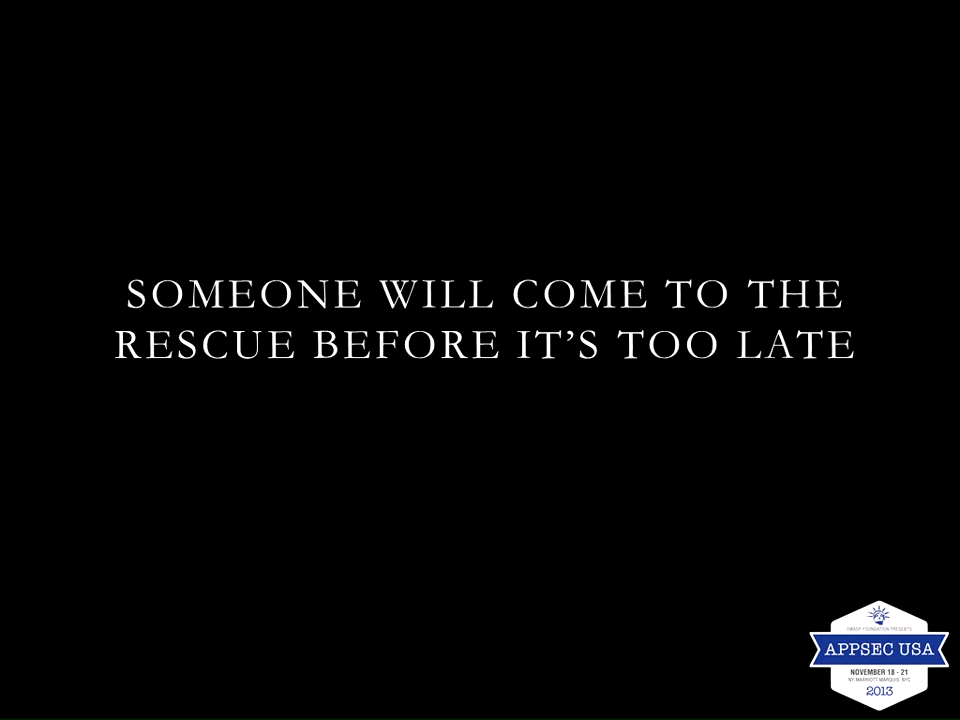 SOMEONE WILL COME TO THE
RESCUE BEFORE IT’S TOO LATE
OWASP FOUNDATION PRESENTS
APPSEC USA
NOVEMBER 18 - 21
NY MARRIOTT MARQUIS, NYC
2013